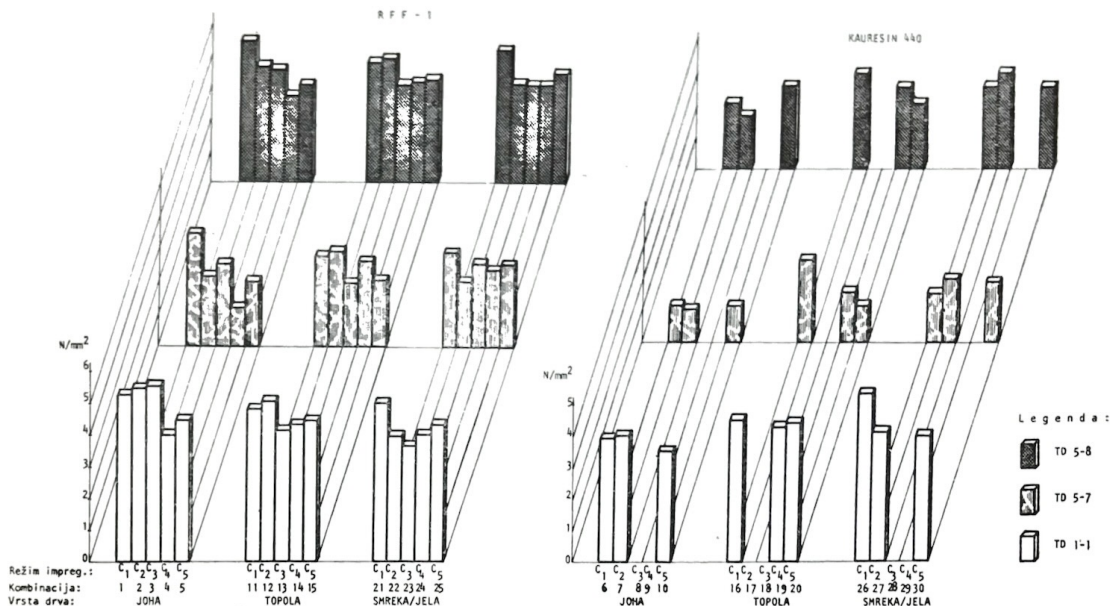 RFF-1
KAURESIN 440
N/mm²
6
5
4
3
2
1
0
N/mm²
5
4
3
2
1
0
Legenda:
TD 5-8
TD 5-7
TD 1-1
Režim impreg.: C1 C2 C3 C4 C5 C1 C2 C3 C4 C5 C1 C2 C3 C4 C5 C1 C2 C3 C4 C5 C1 C2 C3 C4 C5 C1 C2 C3 C4 C5
Kombinacija: 1 2 3 4 5 11 12 13 14 15 21 22 23 24 25 6 7 8 9 10 16 17 18 19 20 26 27 28 29 30
Vrsta drva: JOHA TOPOLA SMREKA/JELA JOHA TOPOLA SMREKA/JELA